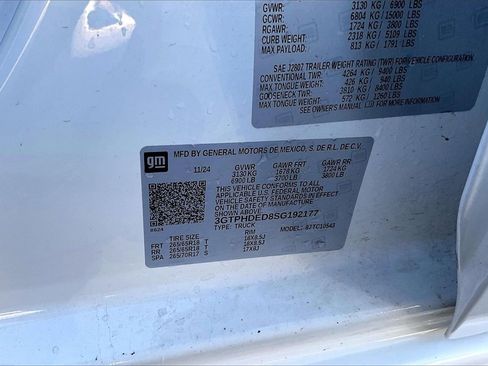 GVWR: 3130 KG / 6900 LBS
GCWR: 6804 KG / 15000 LBS
RGAWR: 1724 KG / 3800 LBS
CURB WEIGHT: 2318 KG / 5109 LBS
MAX PAYLOAD: 813 KG / 1791 LBS
SAE J2807 TRAILER WEIGHT RATING (TWR) FOR VEHICLE CONFIGURATION
CONVENTIONAL TWR: 4264 KG / 9400 LBS
MAX TONGUE WEIGHT: 426 KG / 940 LBS
GOOSENECK TWR: 3810 KG / 8400 LBS
MAX TONGUE WEIGHT: 572 KG / 1260 LBS
SEE OWNER'S MANUAL FOR MORE INFORMATION
gm
MFD BY GENERAL MOTORS DE MEXICO, S. DE R.L. DE C.V.
11/24 GVWR GAWR FRT GAWR RR
3130 KG 1678 KG 1724 KG
6900 LB 3700 LB 3800 LB
THIS VEHICLE CONFORMS TO ALL
APPLICABLE U.S. FEDERAL MOTOR
VEHICLE SAFETY STANDARDS IN
EFFECT ON THE DATE OF
MANUFACTURE SHOWN ABOVE.
3GTPHDED8SG192177
8624 TYPE: TRUCK MODEL:
TIRE SIZE RIM
FRT 265/65R18 T 18X8.5J
RR 265/65R18 T 18X8.5J
SPA 265/70R17 S 17X8J